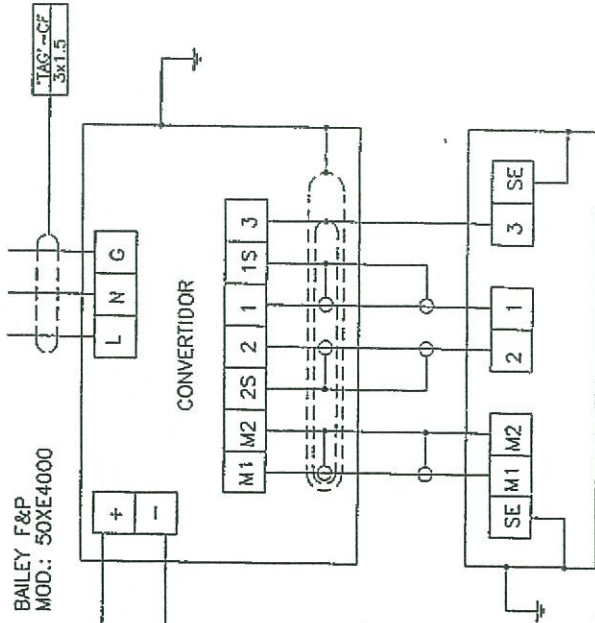 BAILEY F&P
MOD.: 50XE4000
"TAG"-CF
3x1.5
L N G
+
-
CONVERTIDOR
M1 M2 2S 2 1 1S 3
SE M1 M2 2 1 3 SE